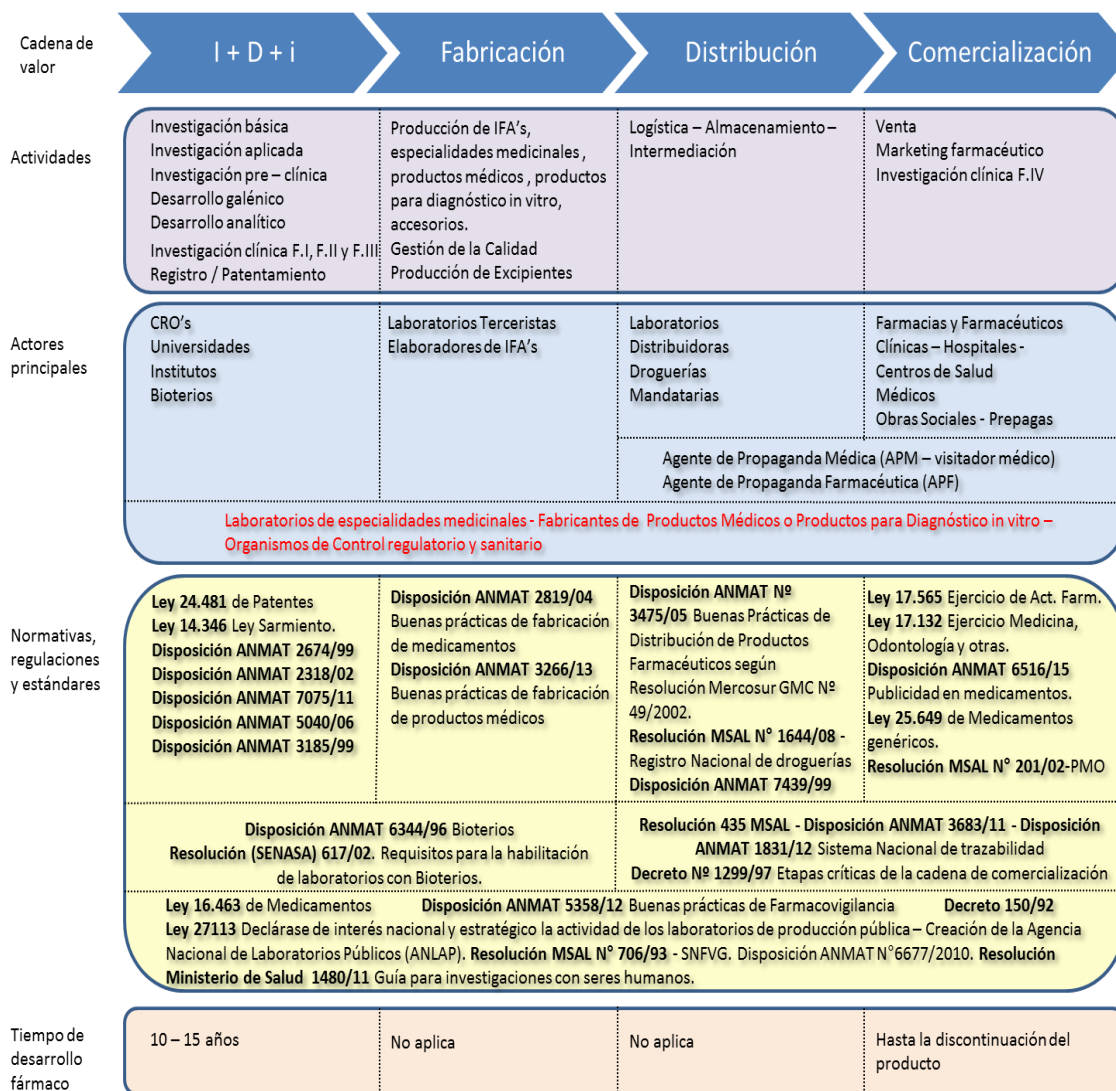 Cadena de
valor
I + D + i
Fabricación
Distribución
Comercialización
Actividades
Investigación básica
Investigación aplicada
Investigación pre – clínica
Desarrollo galénico
Desarrollo analítico
Investigación clínica F.I, F.II y F.III
Registro / Patentamiento
Producción de IFA's,
especialidades medicinales ,
productos médicos , productos
para diagnóstico in vitro,
accesorios.
Gestión de la Calidad
Producción de Excipientes
Logística – Almacenamiento –
Intermediación
Venta
Marketing farmacéutico
Investigación clínica F.IV
Actores
principales
CRO's
Universidades
Institutos
Bioterios
Laboratorios Terceristas
Elaboradores de IFA's
Laboratorios
Distribuidoras
Droguerías
Mandatarias
Farmacias y Farmacéuticos
Clínicas – Hospitales -
Centros de Salud
Médicos
Obras Sociales - Prepagas
Agente de Propaganda Médica (APM – visitador médico)
Agente de Propaganda Farmacéutica (APF)
Laboratorios de especialidades medicinales - Fabricantes de Productos Médicos o Productos para Diagnóstico in vitro –
Organismos de Control regulatorio y sanitario
Normativas,
regulaciones
y estándares
Ley 24.481 de Patentes
Ley 14.346 Ley Sarmiento.
Disposición ANMAT 2674/99
Disposición ANMAT 2318/02
Disposición ANMAT 7075/11
Disposición ANMAT 5040/06
Disposición ANMAT 3185/99
Disposición ANMAT 2819/04
Buenas prácticas de fabricación
de medicamentos
Disposición ANMAT 3266/13
Buenas prácticas de fabricación
de productos médicos
Disposición ANMAT Nº
3475/05 Buenas Prácticas de
Distribución de Productos
Farmacéuticos según
Resolución Mercosur GMC Nº
49/2002.
Resolución MSAL N° 1644/08 -
Registro Nacional de droguerías
Disposición ANMAT 7439/99
Ley 17.565 Ejercicio de Act. Farm.
Ley 17.132 Ejercicio Medicina,
Odontología y otras.
Disposición ANMAT 6516/15
Publicidad en medicamentos.
Ley 25.649 de Medicamentos
genéricos.
Resolución MSAL N° 201/02-PMO
Disposición ANMAT 6344/96 Bioterios
Resolución (SENASA) 617/02. Requisitos para la habilitación
de laboratorios con Bioterios.
Resolución 435 MSAL - Disposición ANMAT 3683/11 - Disposición
ANMAT 1831/12 Sistema Nacional de trazabilidad
Decreto Nº 1299/97 Etapas críticas de la cadena de comercialización
Ley 16.463 de Medicamentos Disposición ANMAT 5358/12 Buenas prácticas de Farmacovigilancia Decreto 150/92
Ley 27113 Declárase de interés nacional y estratégico la actividad de los laboratorios de producción pública – Creación de la Agencia
Nacional de Laboratorios Públicos (ANLAP). Resolución MSAL N° 706/93 - SNFVG. Disposición ANMAT N°6677/2010. Resolución
Ministerio de Salud 1480/11 Guía para investigaciones con seres humanos.
Tiempo de
desarrollo
fármaco
10 – 15 años
No aplica
No aplica
Hasta la discontinuación del
producto